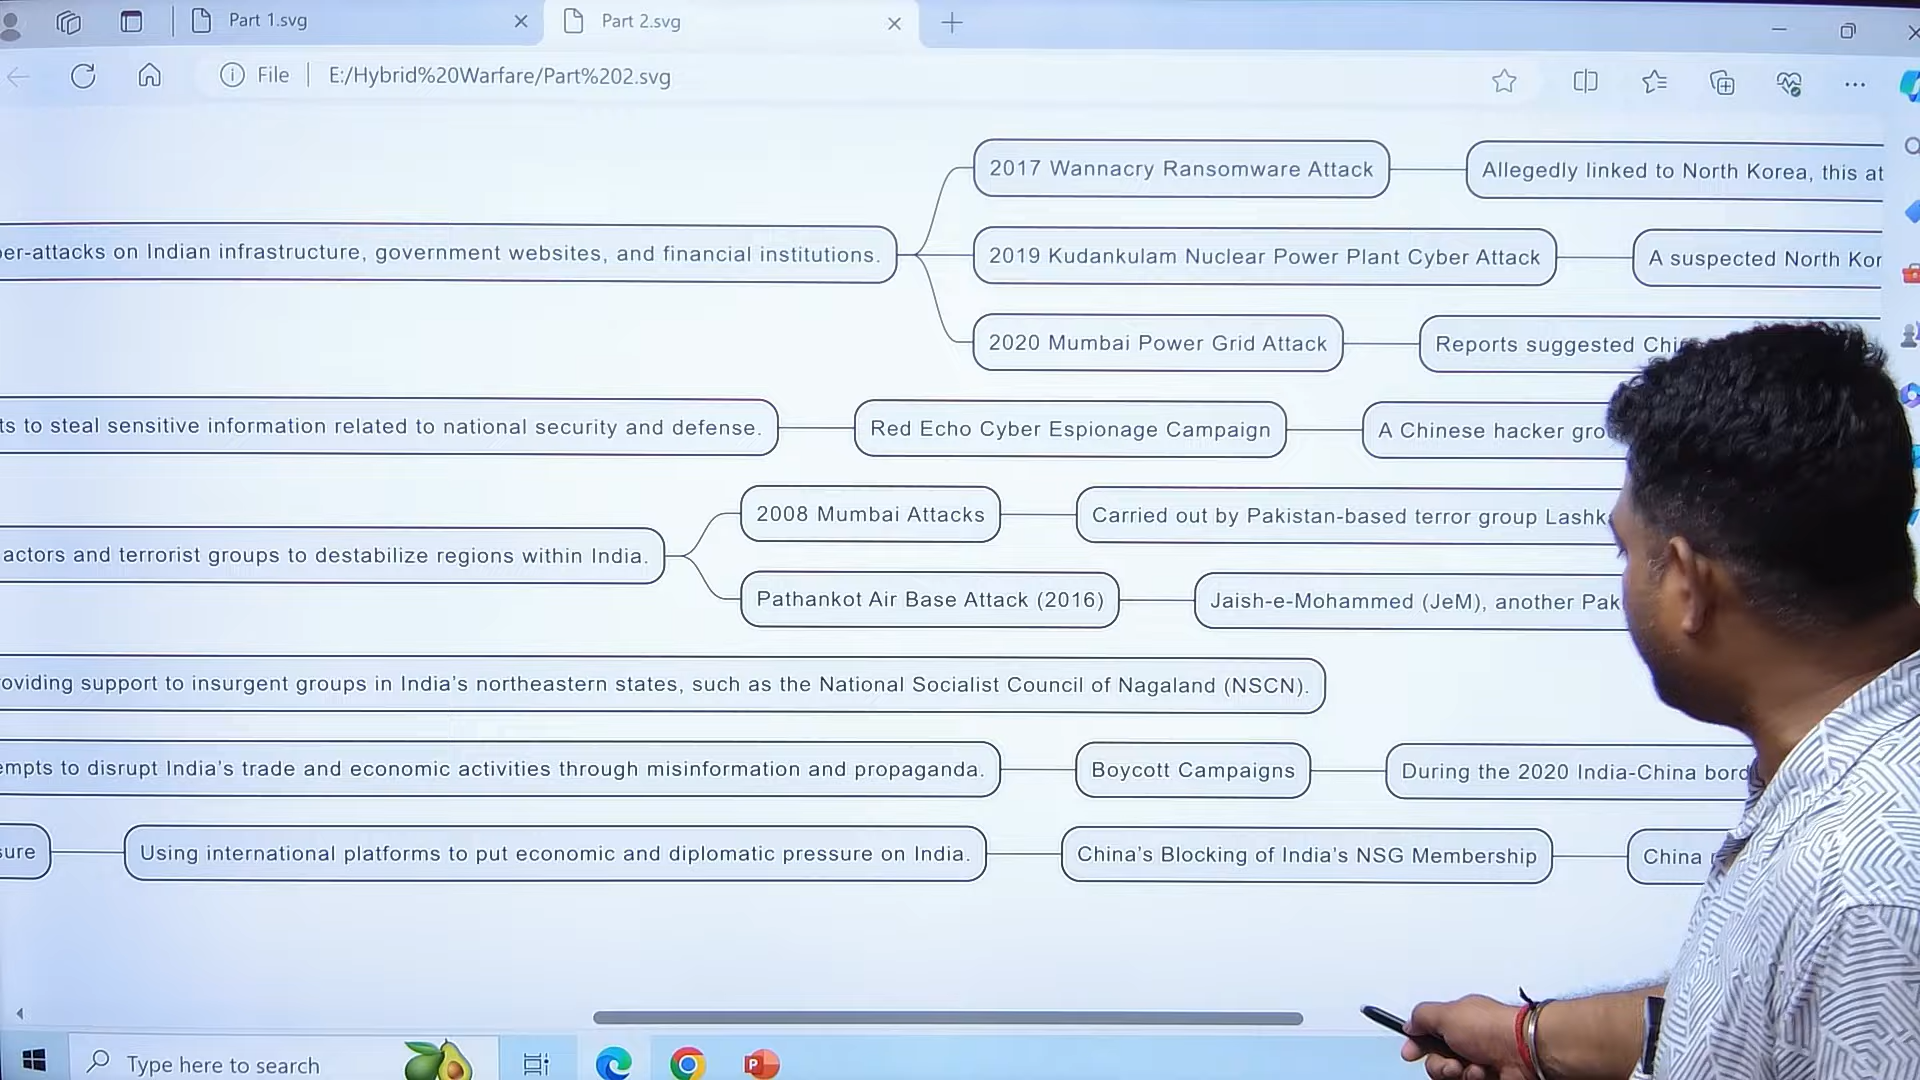 Part 1.svg
Part 2.svg
File
E:/Hybrid%20Warfare/Part%202.svg
2017 Wannacry Ransomware Attack
Allegedly linked to North Korea, this at
er-attacks on Indian infrastructure, government websites, and financial institutions.
2019 Kudankulam Nuclear Power Plant Cyber Attack
A suspected North Kor
2020 Mumbai Power Grid Attack
Reports suggested Chi
ts to steal sensitive information related to national security and defense.
Red Echo Cyber Espionage Campaign
A Chinese hacker gro
2008 Mumbai Attacks
Carried out by Pakistan-based terror group Lashk
actors and terrorist groups to destabilize regions within India.
Pathankot Air Base Attack (2016)
Jaish-e-Mohammed (JeM), another Pak
oviding support to insurgent groups in India’s northeastern states, such as the National Socialist Council of Nagaland (NSCN).
empts to disrupt India’s trade and economic activities through misinformation and propaganda.
Boycott Campaigns
During the 2020 India-China bord
sure
Using international platforms to put economic and diplomatic pressure on India.
China’s Blocking of India’s NSG Membership
China
Type here to search